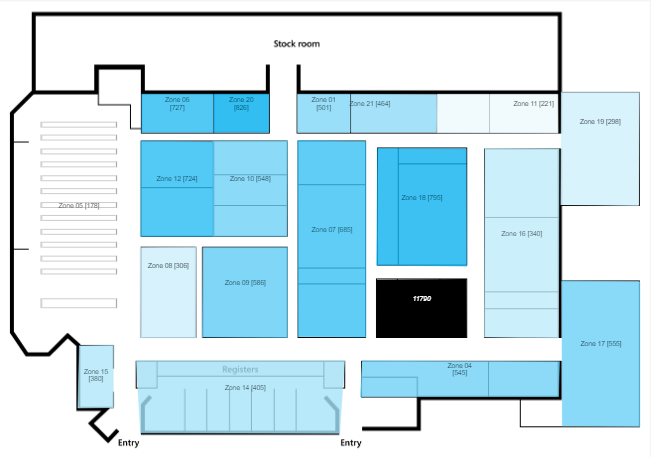 Stock room
Zone 06
[727]
Zone 20
[826]
Zone 01
[501]
Zone 21 [464]
Zone 11 [221]
Zone 19 [298]
Zone 05 [178]
Zone 12 [724]
Zone 10 [548]
Zone 07 [685]
Zone 18 [795]
Zone 16 [340]
Zone 08 [306]
Zone 09 [586]
11790
Zone 17 [555]
Zone 15
[380]
Registers
Zone 14 [405]
Zone 04
[545]
Entry
Entry